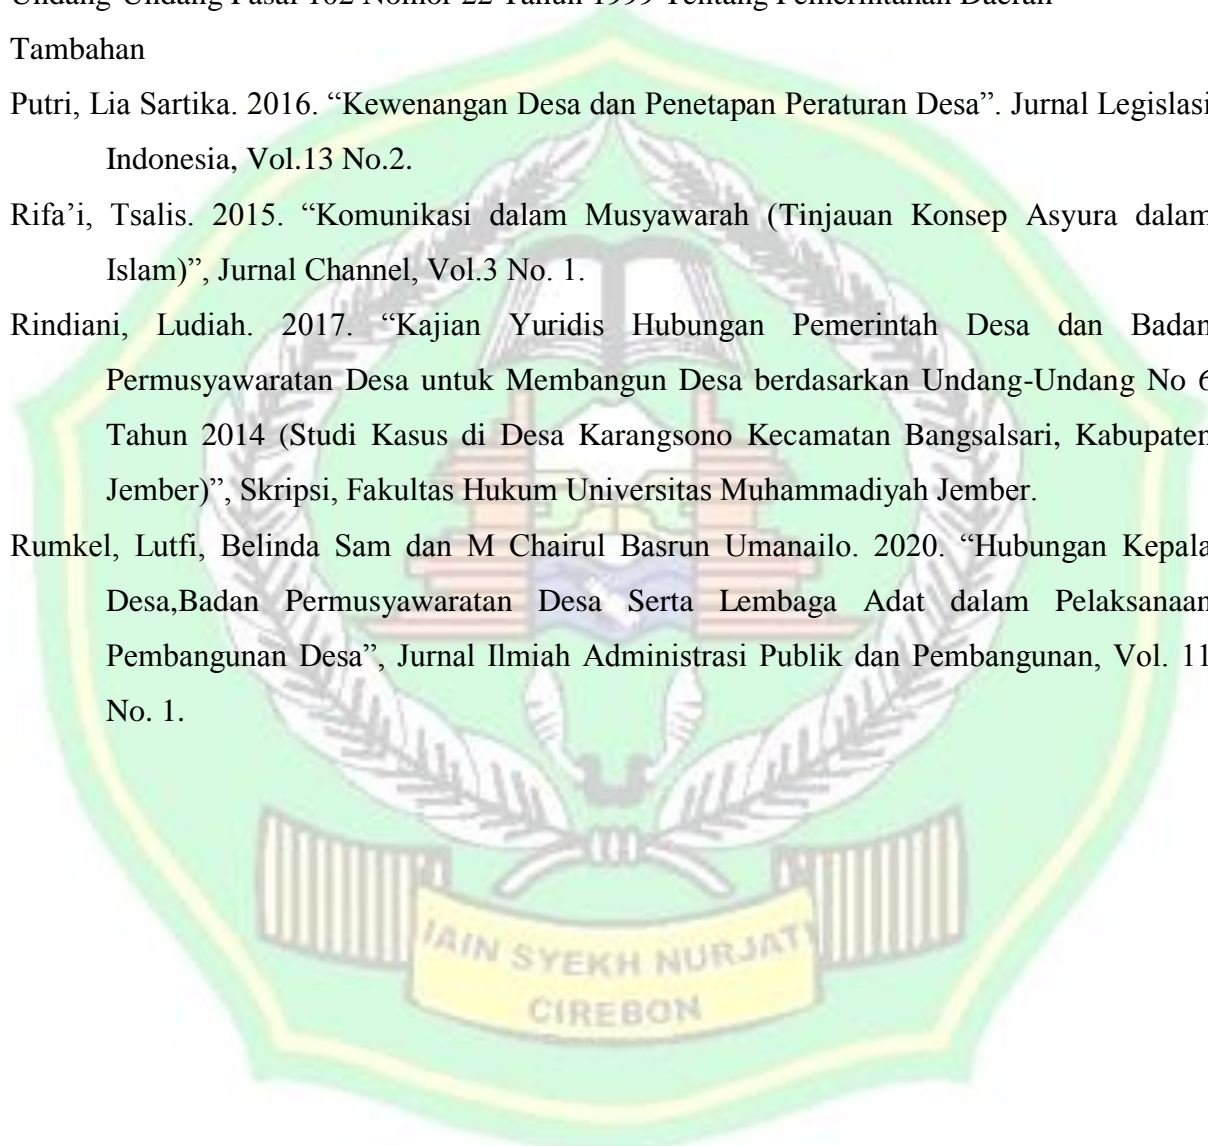 Undang-Undang Pasal 102 Nomor 22 Tahun 1999 Tentang Pemerintahan Daerah
Tambahan
Putri, Lia Sartika. 2016. “Kewenangan Desa dan Penetapan Peraturan Desa”. Jurnal Legislasi
Indonesia, Vol.13 No.2.
Rifa’i, Tsalis. 2015. “Komunikasi dalam Musyawarah (Tinjauan Konsep Asyura dalam
Islam)”, Jurnal Channel, Vol.3 No. 1.
Rindiani, Ludiah. 2017. “Kajian Yuridis Hubungan Pemerintah Desa dan Badan
Permusyawaratan Desa untuk Membangun Desa berdasarkan Undang-Undang No 6
Tahun 2014 (Studi Kasus di Desa Karangsono Kecamatan Bangsalsari, Kabupaten
Jember)”, Skripsi, Fakultas Hukum Universitas Muhammadiyah Jember.
Rumkel, Lutfi, Belinda Sam dan M Chairul Basrun Umanailo. 2020. “Hubungan Kepala
Desa,Badan Permusyawaratan Desa Serta Lembaga Adat dalam Pelaksanaan
Pembangunan Desa”, Jurnal Ilmiah Administrasi Publik dan Pembangunan, Vol. 11
No. 1.
IAIN SYEKH NURJATI
CIREBON